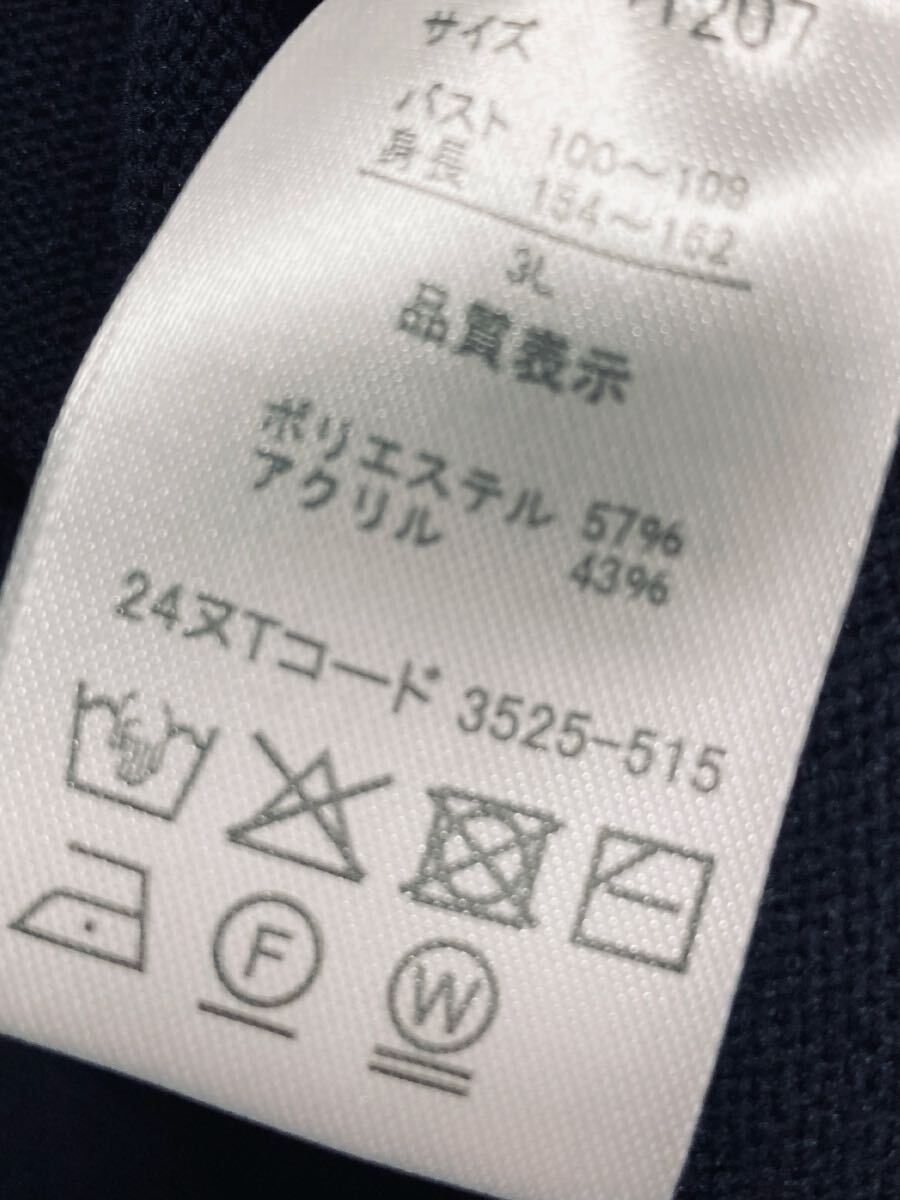 サイズ
バスト 100～108
身長 154～162
3L
品質表示
ポリエステル 57%
アクリル 43%
24ヌTコード 3525-515
F
W